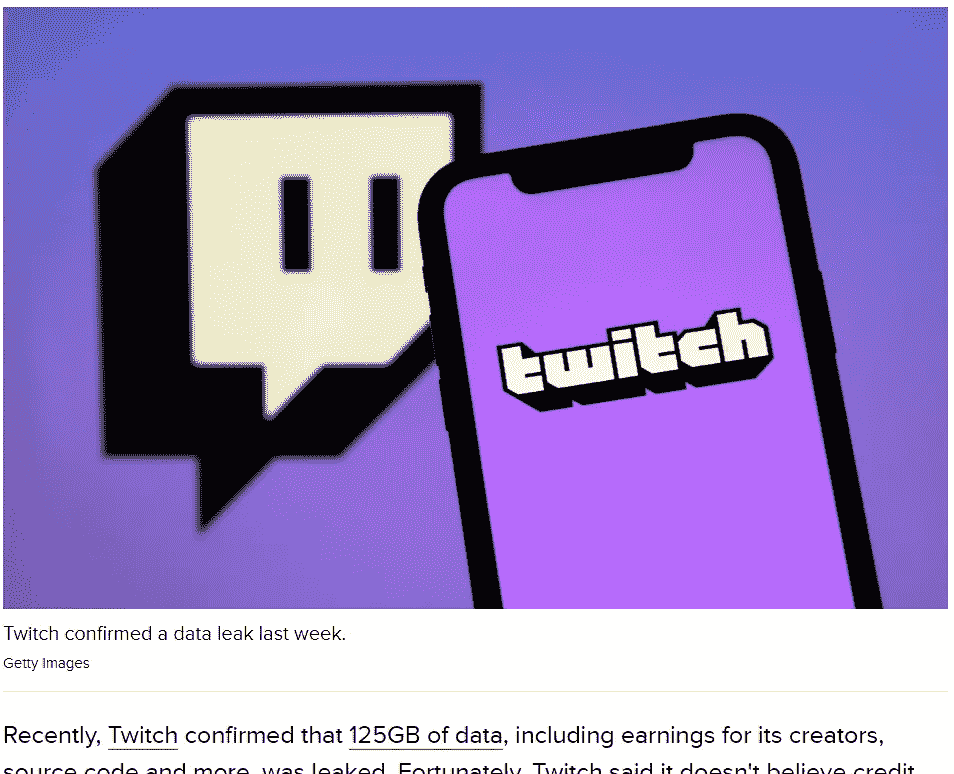 twitch
Twitch confirmed a data leak last week.
Getty Images
Recently, Twitch confirmed that 125GB of data, including earnings for its creators,
source code and more, was leaked. Fortunately, Twitch said it doesn't believe credit